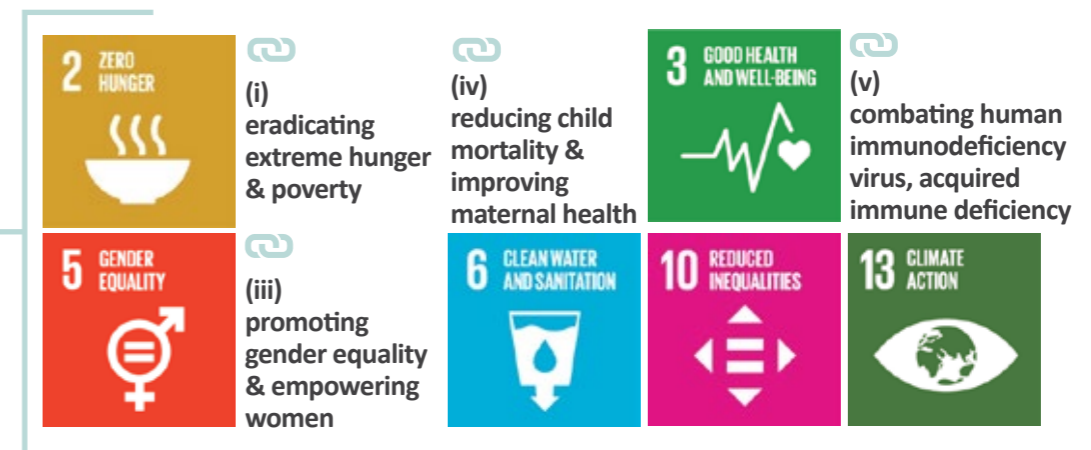 2 ZERO
HUNGER
(i)
eradicating
extreme hunger
& poverty
(iv)
reducing child
mortality &
improving
maternal health
3 GOOD HEALTH
AND WELL-BEING
(v)
combating human
immunodeficiency
virus, acquired
immune deficiency
5 GENDER
EQUALITY
(iii)
promoting
gender equality
& empowering
women
6 CLEAN WATER
AND SANITATION
10 REDUCED
INEQUALITIES
13 CLIMATE
ACTION